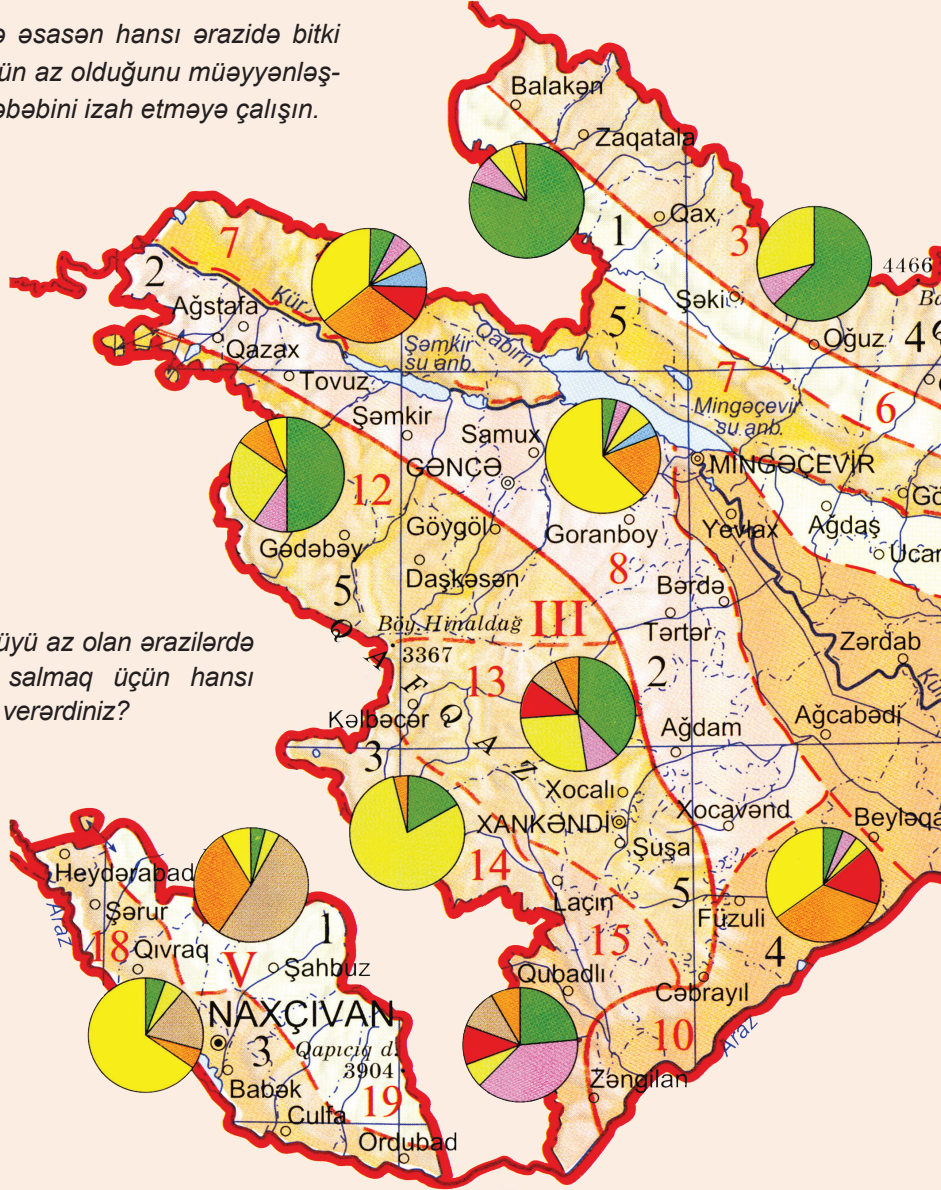 ə əsasən hansı ərazidə bitki
ün az olduğunu müəyyənləş-
əbəbini izah etməyə çalışın.
Balakən
Zaqatala
1
Qax
3
7
2
Ağstafa
Kür
Qazax
Tovuz
Şəmkir
su anb.
Qabırrı
5
Şəki
4466
Oğuz
4
7
6
Mingəçevir
su anb.
Şəmkir
Samux
GƏNCƏ
MİNGƏÇEVİR
12
Göygöl
Goranboy
Yevlax
Ağdaş
Ucar
Gədəbəy
Daşkəsən
8
5
Bərdə
Böy. Hinaldağ
III
Tərtər
Zərdab
3367
üyü az olan ərazilərdə
salmaq üçün hansı
verərdiniz?
13
2
Kür
Kəlbəcər
Ağdam
Ağcabədi
3
Q A F Q A Z
Xocalı
XANKƏNDİ
Xocavənd
Beyləqa
Şuşa
14
Heydərabad
Laçın
5
Füzuli
Araz
Şərur
1
15
4
18
Qıvraq
V
Şahbuz
Qubadlı
Cəbrayıl
NAXÇIVAN
10
Araz
3
Qapıcıq d.
3904
Babək
19
Zəngilan
Culfa
Ordubad